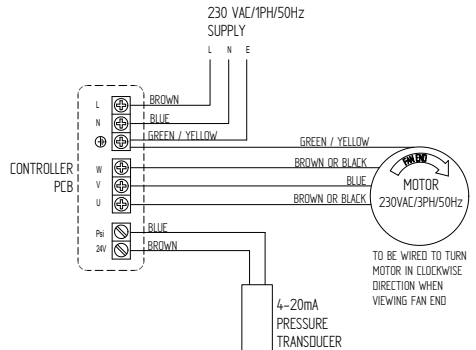 230 VAC/1PH/50Hz
SUPPLY
L N E
L
BROWN
N
BLUE
GREEN / YELLOW
GREEN / YELLOW
FAN END
CONTROLLER
PCB
W
BROWN OR BLACK
V
BLUE
U
BROWN OR BLACK
MOTOR
230VAC/3PH/50Hz
Psi
BLUE
24V
BROWN
TO BE WIRED TO TURN
MOTOR IN CLOCKWISE
DIRECTION WHEN
VIEWING FAN END
4-20mA
PRESSURE
TRANSDUCER